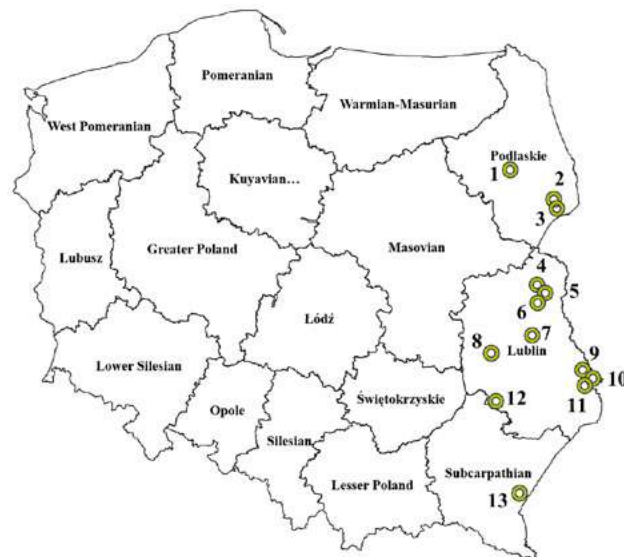 Pomeranian
West Pomeranian
Warmian-Masurian
Podlaskie
1
2
3
Kuyavian…
Lubusz
Greater Poland
Masovian
4
5
6
7
8
Lublin
9
10
11
12
Łódź
Lower Silesian
Opole
Silesian
Świętokrzyskie
Lesser Poland
Subcarpathian
13